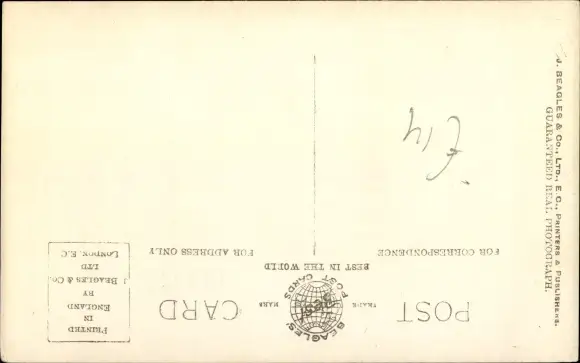 POST
CARD
TRADE
MARK
BEAGLES'
POST CARDS
BEST IN THE WORLD
FOR CORRESPONDENCE
FOR ADDRESS ONLY
PRINTED
IN
ENGLAND
BY
J BEAGLES & Co.
LTD
LONDON, E.C
J. BEAGLES & Co., LTD., E.C., PRINTERS & PUBLISHERS.
GUARANTEED REAL PHOTOGRAPH.